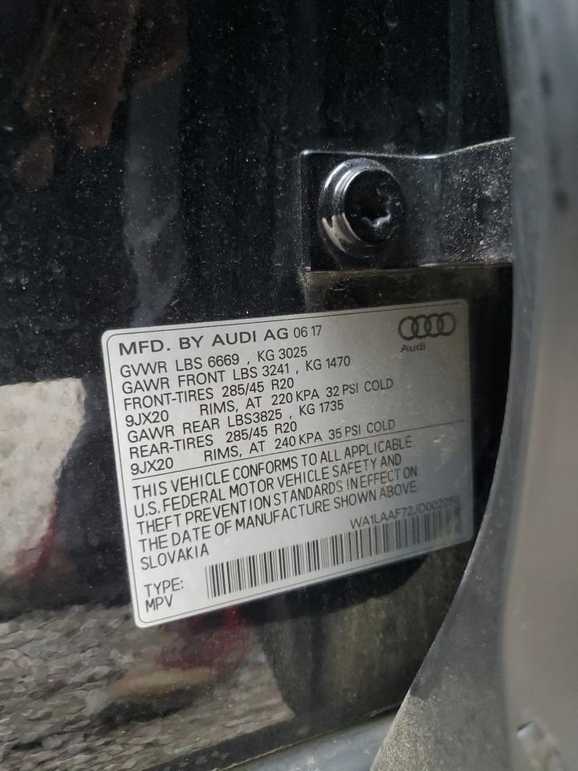 MFD. BY AUDI AG 06 17
Audi
GVWR LBS 6669 , KG 3025
GAWR FRONT LBS 3241 , KG 1470
FRONT-TIRES 285/45 R20
9JX20 RIMS, AT 220 KPA 32 PSI COLD
GAWR REAR LBS3825 , KG 1735
REAR-TIRES 285/45 R20
9JX20 RIMS, AT 240 KPA 35 PSI COLD
THIS VEHICLE CONFORMS TO ALL APPLICABLE
U.S. FEDERAL MOTOR VEHICLE SAFETY AND
THEFT PREVENTION STANDARDS IN EFFECT ON
THE DATE OF MANUFACTURE SHOWN ABOVE.
SLOVAKIA
TYPE:
MPV